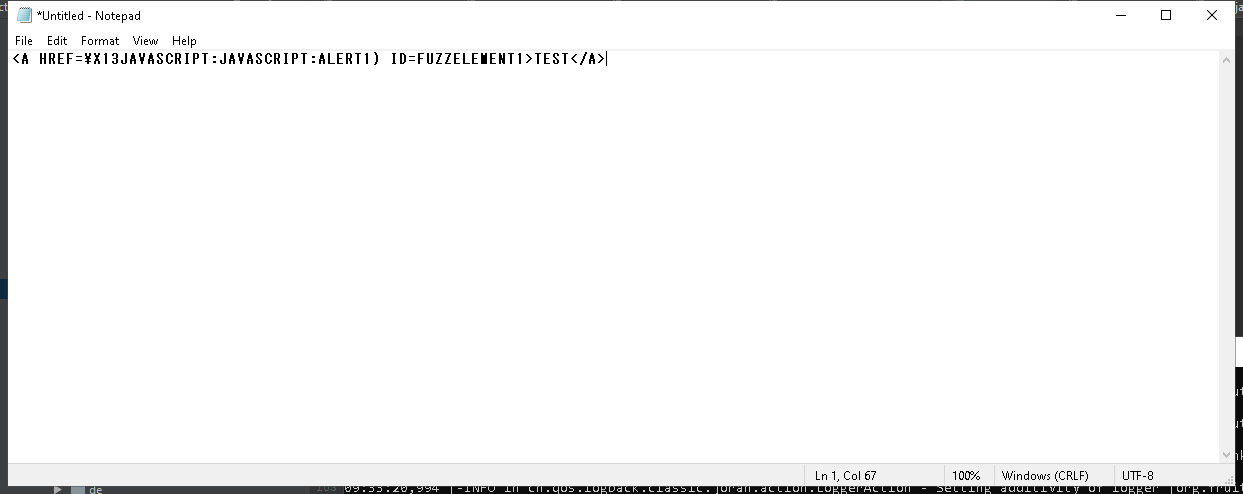 *Untitled - Notepad
File Edit Format View Help
<A HREF=¥X13JAVASCRIPT:JAVASCRIPT:ALERT1) ID=FUZZELEMENT1>TEST</A>
Ln 1, Col 67 100% Windows (CRLF) UTF-8
de
09:33:20,994 |-INFO in ch.qos.logback.classic.joran.action.LoggerAction - Setting additivity of logger